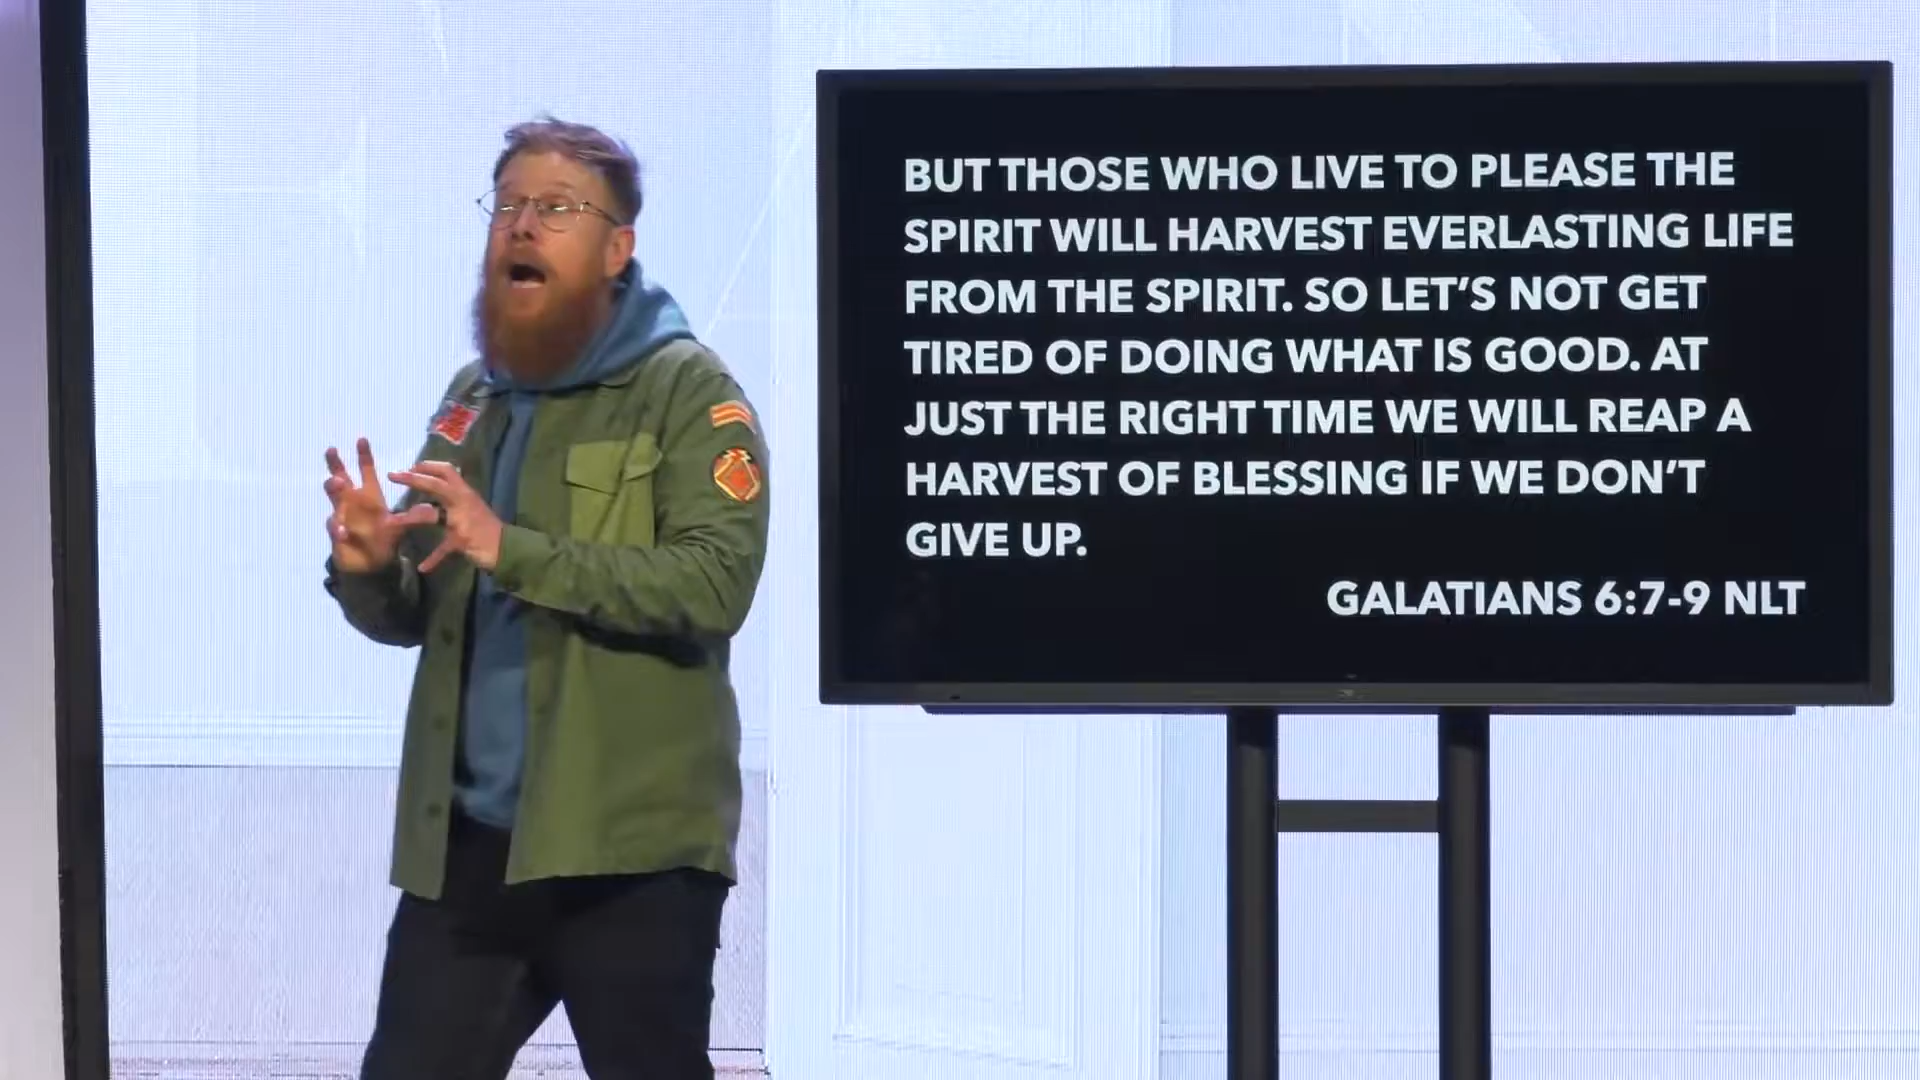 BUT THOSE WHO LIVE TO PLEASE THE
SPIRIT WILL HARVEST EVERLASTING LIFE
FROM THE SPIRIT. SO LET'S NOT GET
TIRED OF DOING WHAT IS GOOD. AT
JUST THE RIGHT TIME WE WILL REAP A
HARVEST OF BLESSING IF WE DON'T
GIVE UP.
GALATIANS 6:7-9 NLT